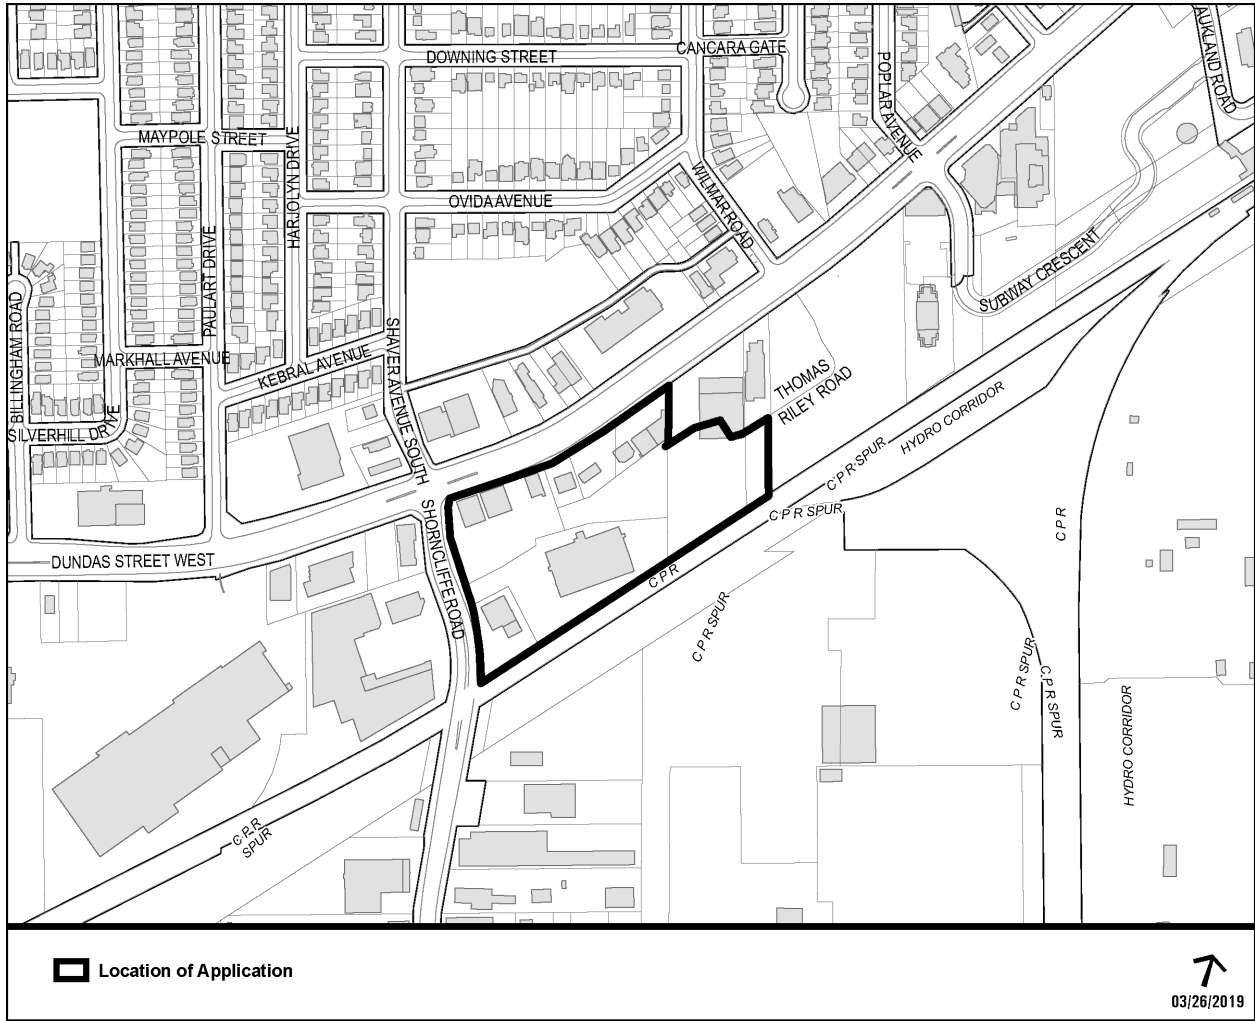 AUKLAND ROAD
DOWNING STREET
CANCARA GATE
POPLAR AVENUE
MAYPOLE STREET
HARJOLYN DRIVE
WILMAR ROAD
OVIDA AVENUE
PAULART DRIVE
SUBWAY CRESCENT
BILLINGHAM ROAD
SHAVER AVENUE SOUTH
MARKHALL AVENUE
KEBRAL AVENUE
THOMAS
RILEY ROAD
SILVERHILL DRIVE
HYDRO CORRIDOR
C P R SPUR
C P R SPUR
C P R
DUNDAS STREET WEST
SHORNCLIFFE ROAD
C P R
C P R SPUR
C P R SPUR
C P R SPUR
HYDRO CORRIDOR
C P R
SPUR
Location of Application
03/26/2019